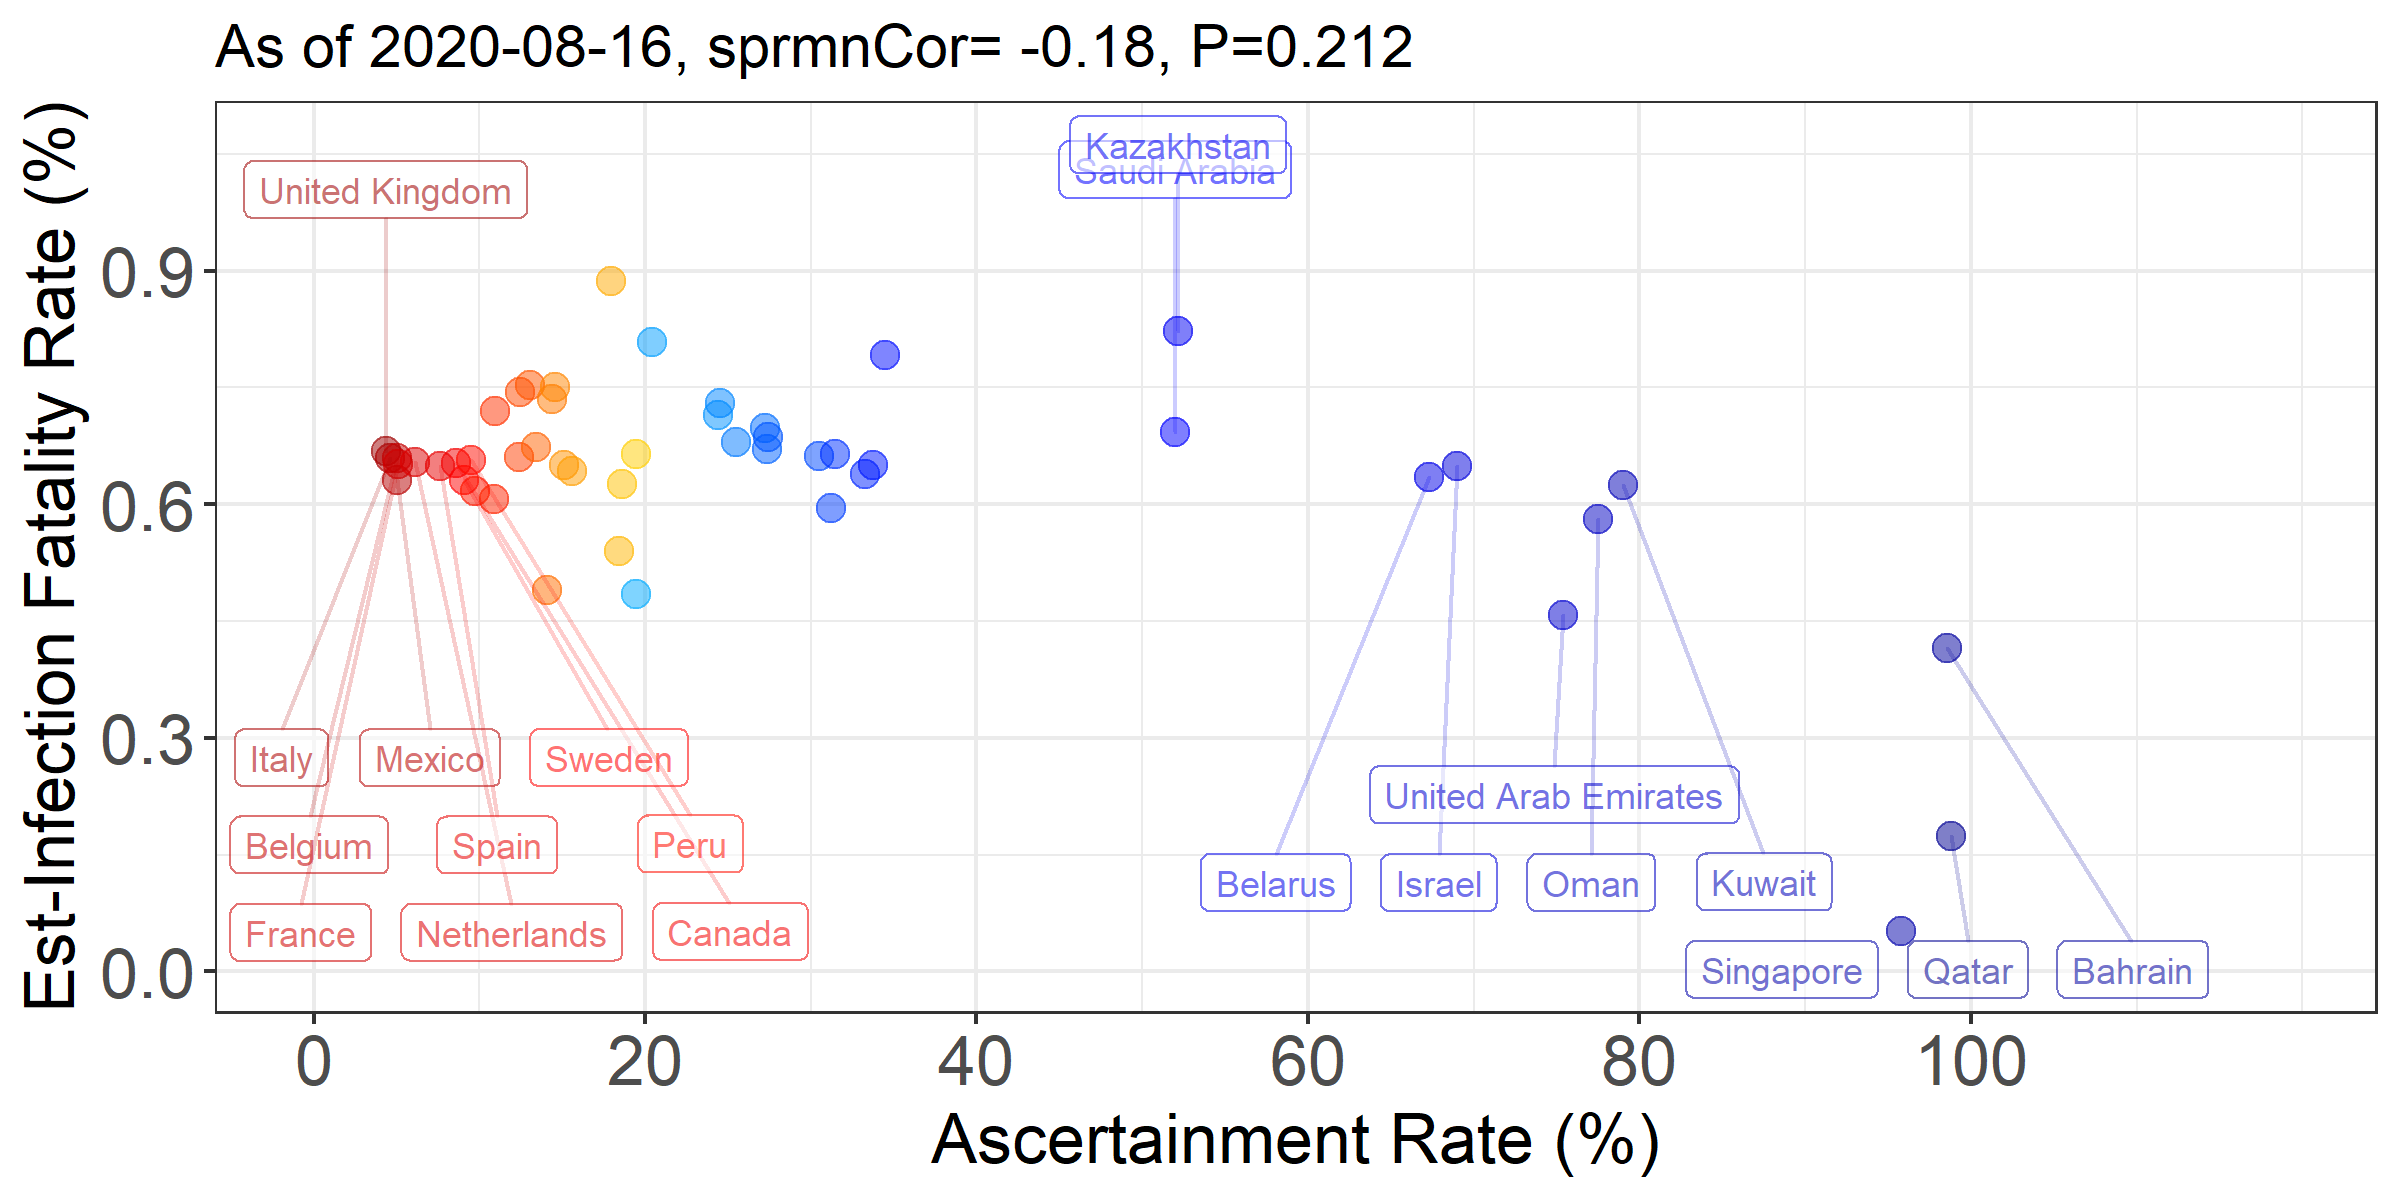 As of 2020-08-16, sprmnCor= -0.18, P=0.212
Est-Infection Fatality Rate (%)
0.9
0.6
0.3
0.0
Kazakhstan
Saudi Arabia
United Kingdom
Italy
Mexico
Sweden
United Arab Emirates
Belgium
Spain
Peru
Belarus
Israel
Oman
Kuwait
France
Netherlands
Canada
Singapore
Qatar
Bahrain
0 20 40 60 80 100
Ascertainment Rate (%)